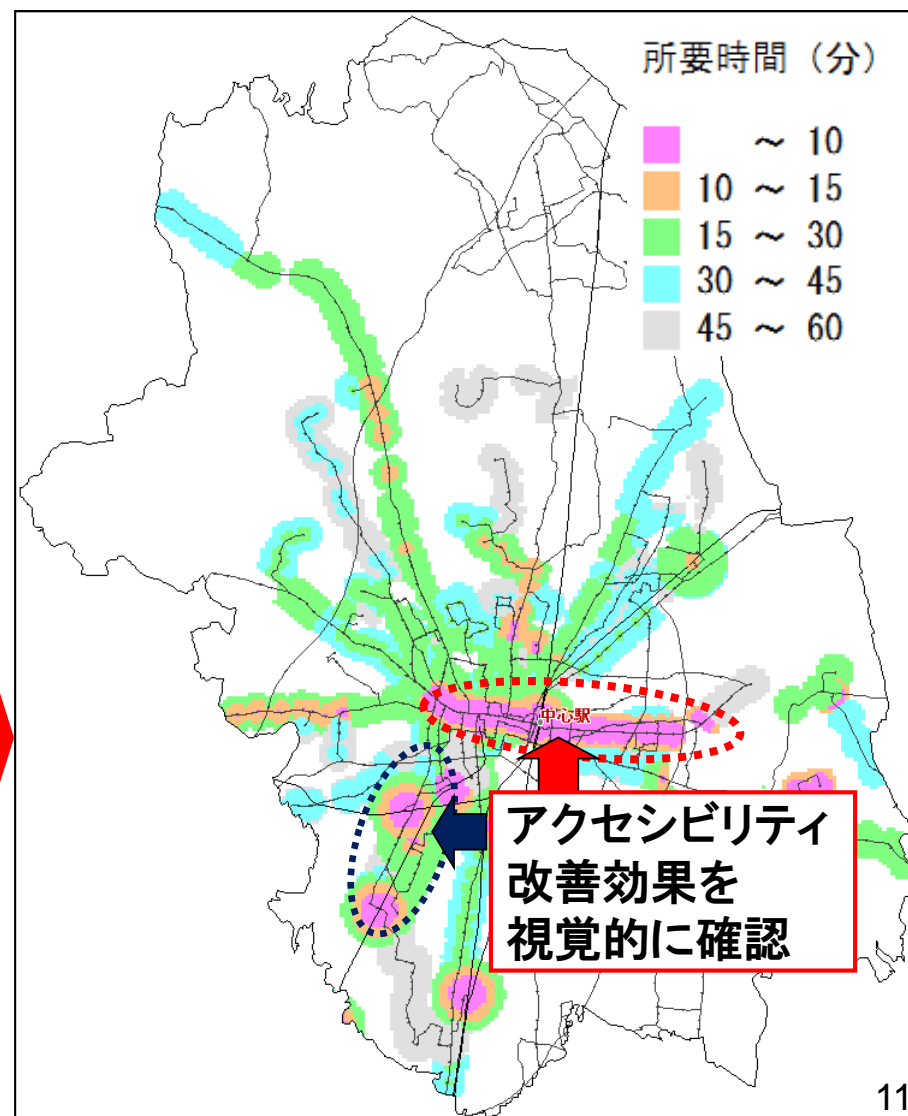 所要時間（分）
～ 10
10 ～ 15
15 ～ 30
30 ～ 45
45 ～ 60
中心駅
アクセシビリティ
改善効果を
視覚的に確認
11